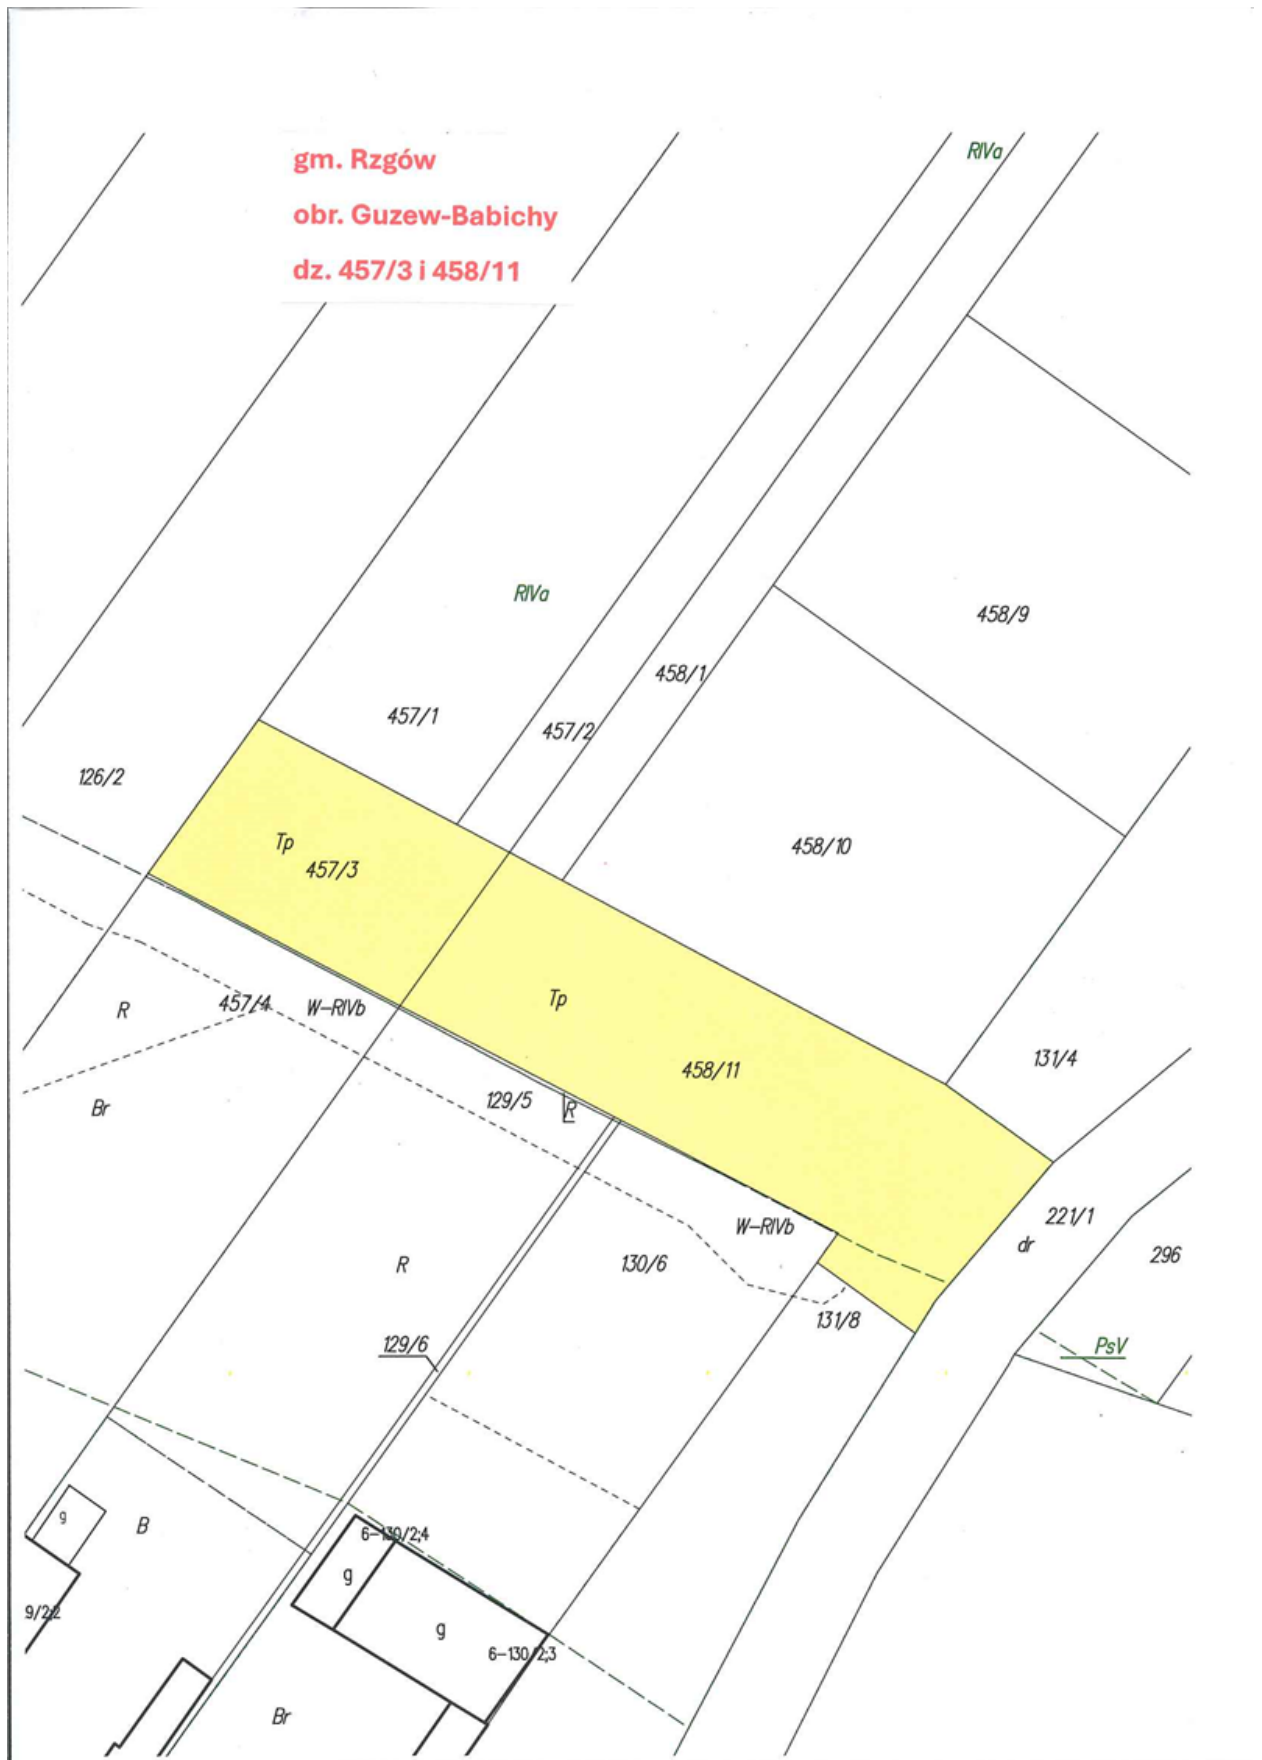 gm. Rzgów
obr. Guzew-Babichy
dz. 457/3 i 458/11
RIVa
RIVa
458/9
458/1
457/1
457/2
126/2
Tp
457/3
458/10
Tp
457/4
W-RIVb
R
458/11
131/4
129/5
R
Br
W-RIVb
221/1
dr
296
R
130/6
131/8
129/6
PsV
g
B
6-130/2;4
g
9/2;2
g
6-130/2;3
Br